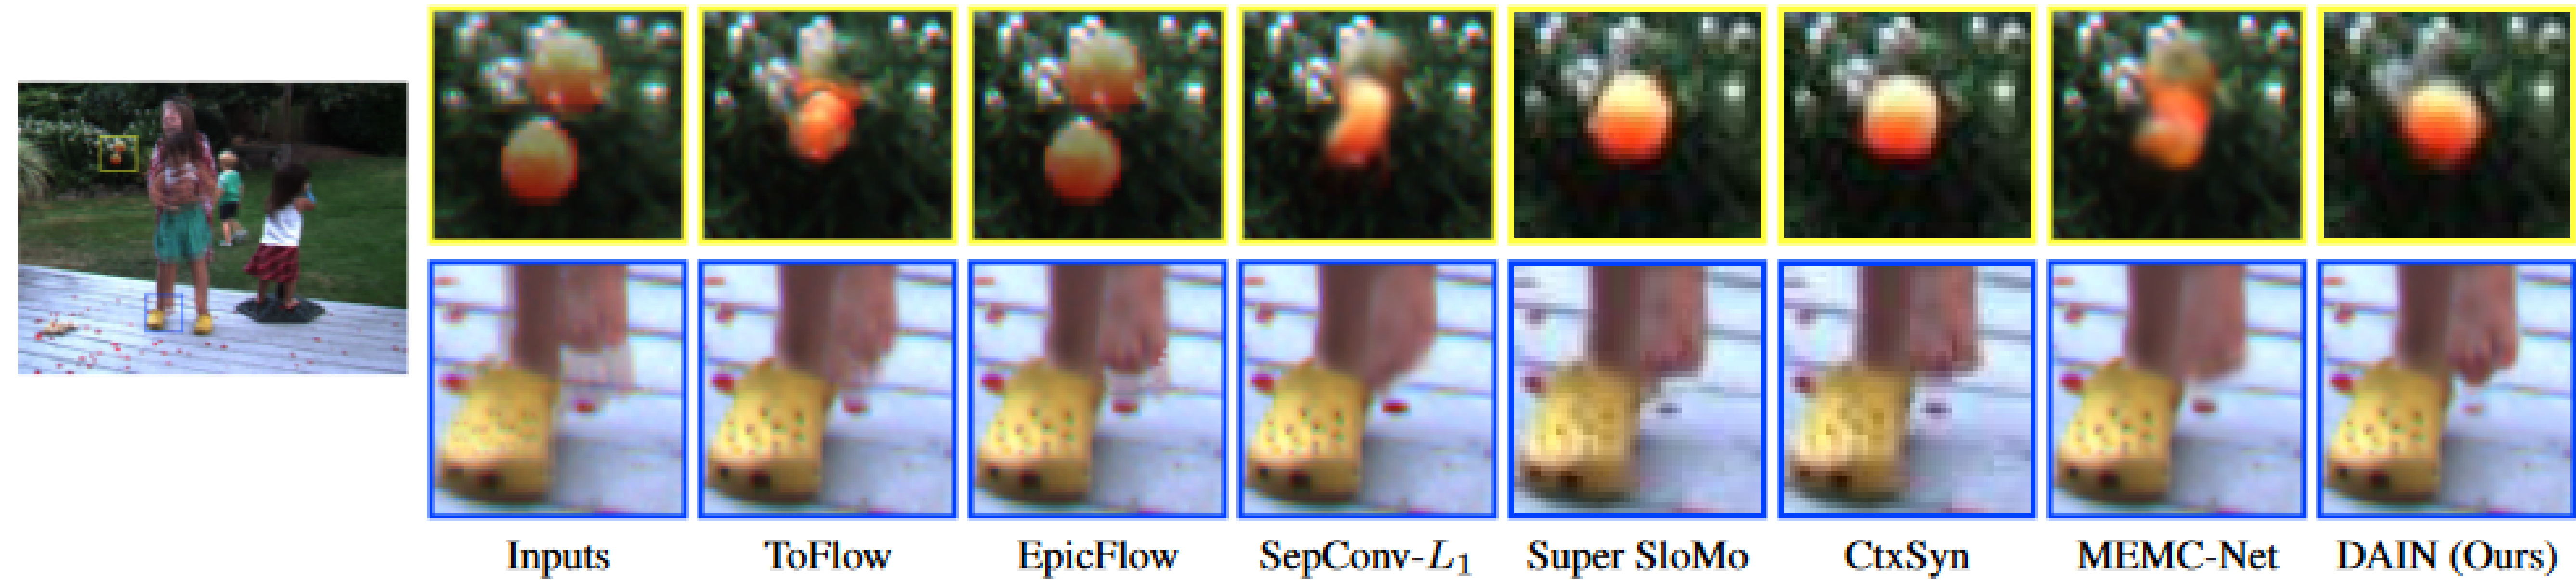 Inputs ToFlow EpicFlow SepConv-L₁ Super SloMo CtxSyn MEMC-Net DAIN (Ours)